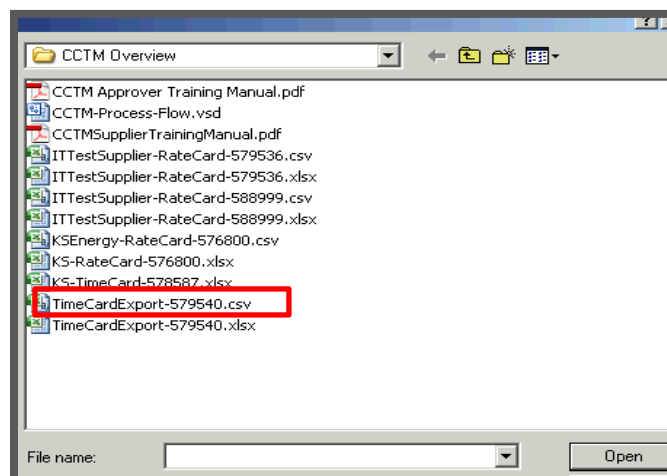 CCTM Overview
CCTM Approver Training Manual.pdf
CCTM-Process-Flow.vsd
CCTMSupplierTrainingManual.pdf
ITTestSupplier-RateCard-579536.csv
ITTestSupplier-RateCard-579536.xlsx
ITTestSupplier-RateCard-588999.csv
ITTestSupplier-RateCard-588999.xlsx
KSEnergy-RateCard-576800.csv
KS-RateCard-576800.xlsx
KS-TimeCard-578587.xlsx
TimeCardExport-579540.csv
TimeCardExport-579540.xlsx
File name:
Open